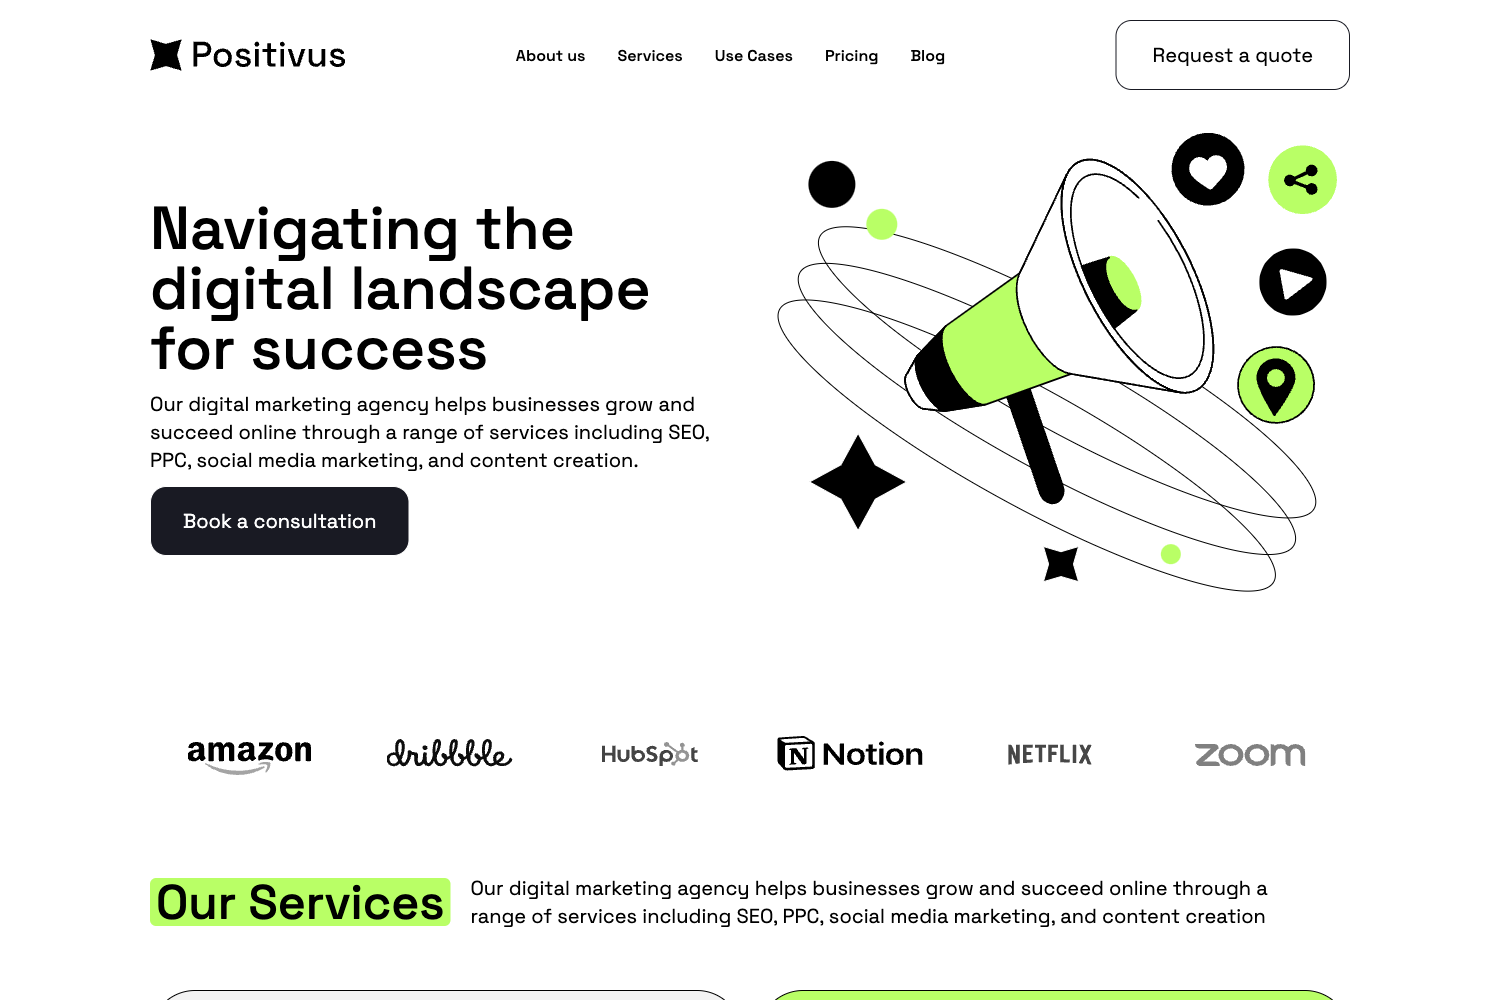 Positivus
About us Services Use Cases Pricing Blog
Request a quote
Navigating the
digital landscape
for success
Our digital marketing agency helps businesses grow and
succeed online through a range of services including SEO,
PPC, social media marketing, and content creation.
Book a consultation
amazon dribbble HubSpot N Notion NETFLIX zoom
Our Services
Our digital marketing agency helps businesses grow and succeed online through a
range of services including SEO, PPC, social media marketing, and content creation